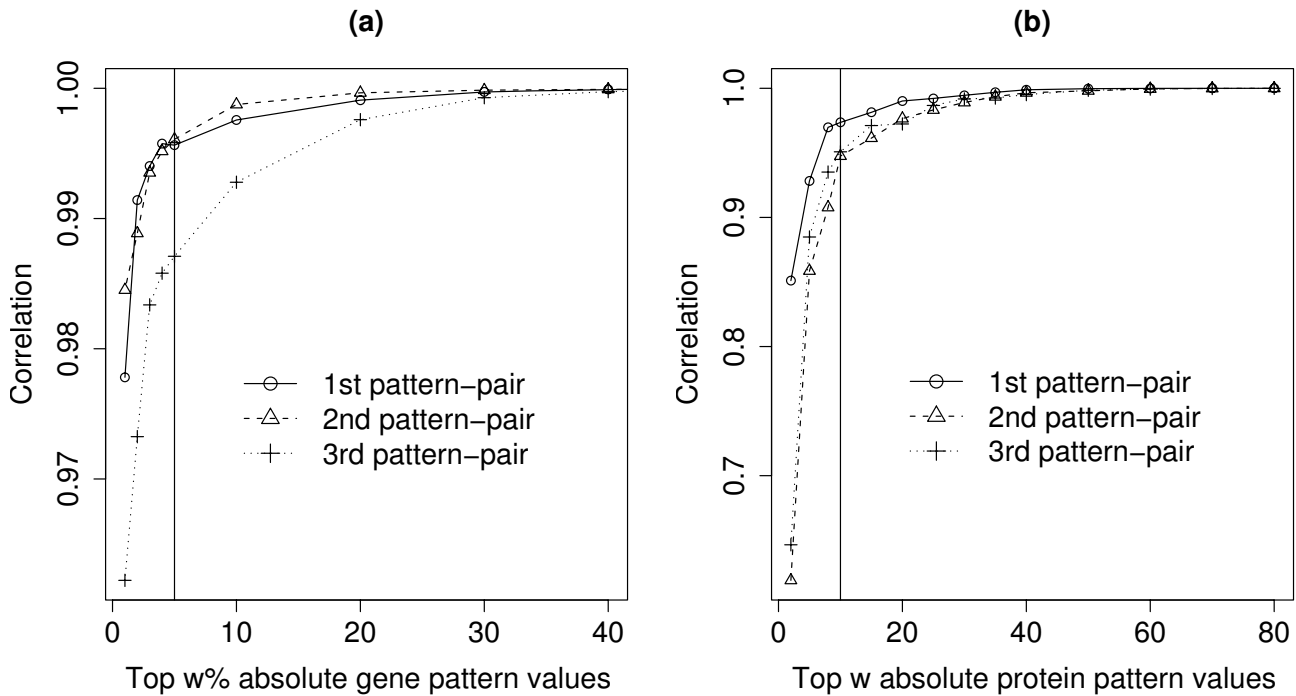 (a)
1.00
0.99
0.98
0.97
Correlation
1st pattern−pair
2nd pattern−pair
3rd pattern−pair
0 10 20 30 40
Top w% absolute gene pattern values
(b)
1.0
0.9
0.8
0.7
Correlation
1st pattern−pair
2nd pattern−pair
3rd pattern−pair
0 20 40 60 80
Top w absolute protein pattern values